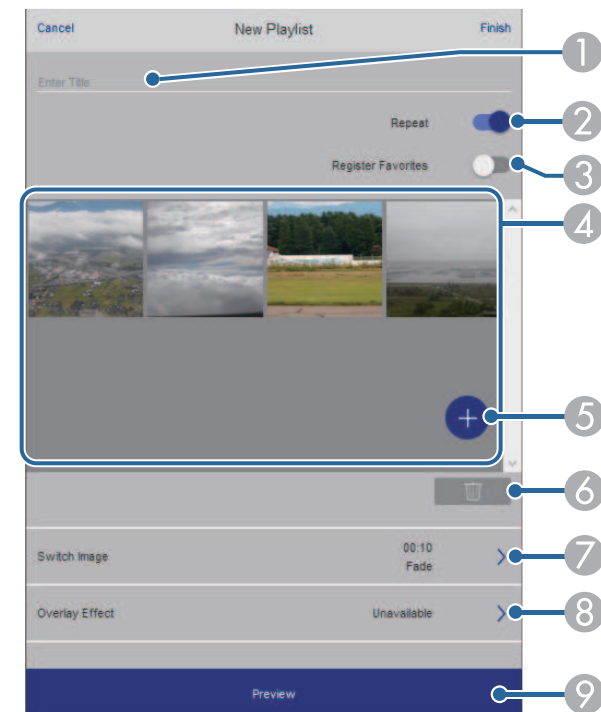 Cancel New Playlist Finish
1
Enter Title
Repeat 2
Register Favorites 3
4
+ 5
6
Switch Image 00:10 7
Fade
Overlay Effect Unavailable 8
Preview 9